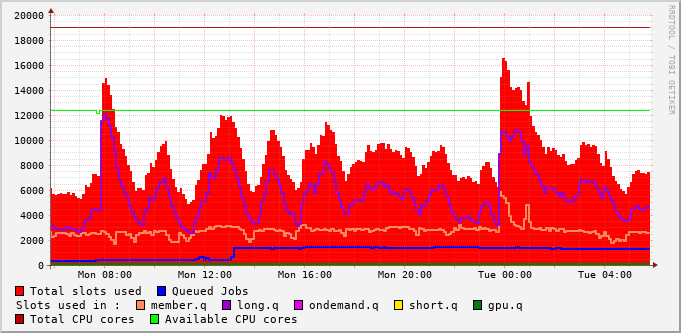 20000
18000
16000
14000
12000
10000
8000
6000
4000
2000
0
Mon 08:00 Mon 12:00 Mon 16:00 Mon 20:00 Tue 00:00 Tue 04:00
Total slots used Queued Jobs
Slots used in : member.q long.q ondemand.q short.q gpu.q
Total CPU cores Available CPU cores
RRDTOOL / TOBI OETIKER